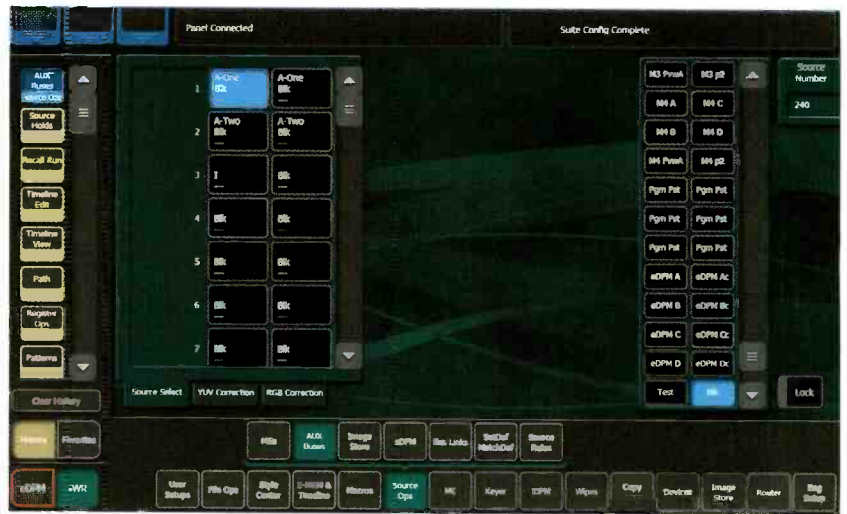 Panel Connected
Suite Config Complete
AUX
Buses
Source Ops
Source
Holds
Recall Run
Timeline
Edit
Timeline
View
Path
Register
Ops
Patterns
Clear History
History
Favorites
eDPM
SWR
1
A-One
Blk
A-One
Blk
2
A-Two
Blk
A-Two
Blk
3
I
Blk
4
Blk
Blk
5
Blk
Blk
6
Blk
Blk
7
Blk
Blk
Source Select
YUV Correction
RGB Correction
M3 PvwA
M3 p2
M4 A
M4 C
M4 B
M4 D
M4 PvwA
M4 p2
Pgm Pst
Pgm Pst
Pgm Pst
Pgm Pst
Pgm Pst
Pgm Pst
eDPM A
eDPM Ac
eDPM B
eDPM Bc
eDPM C
eDPM Cc
eDPM D
eDPM Dc
Test
Blk
Source
Number
240
Lock
MEs
AUX
Buses
Image
Store
eDPM
Bus Links
SetDef
MatchDef
Source
Rules
User
Setups
File Ops
Style
Center
E-MEM &
Timeline
Macros
Source
Ops
ME
Keyer
Wipes
Copy
Devices
Image
Store
Router
Eng
Setup